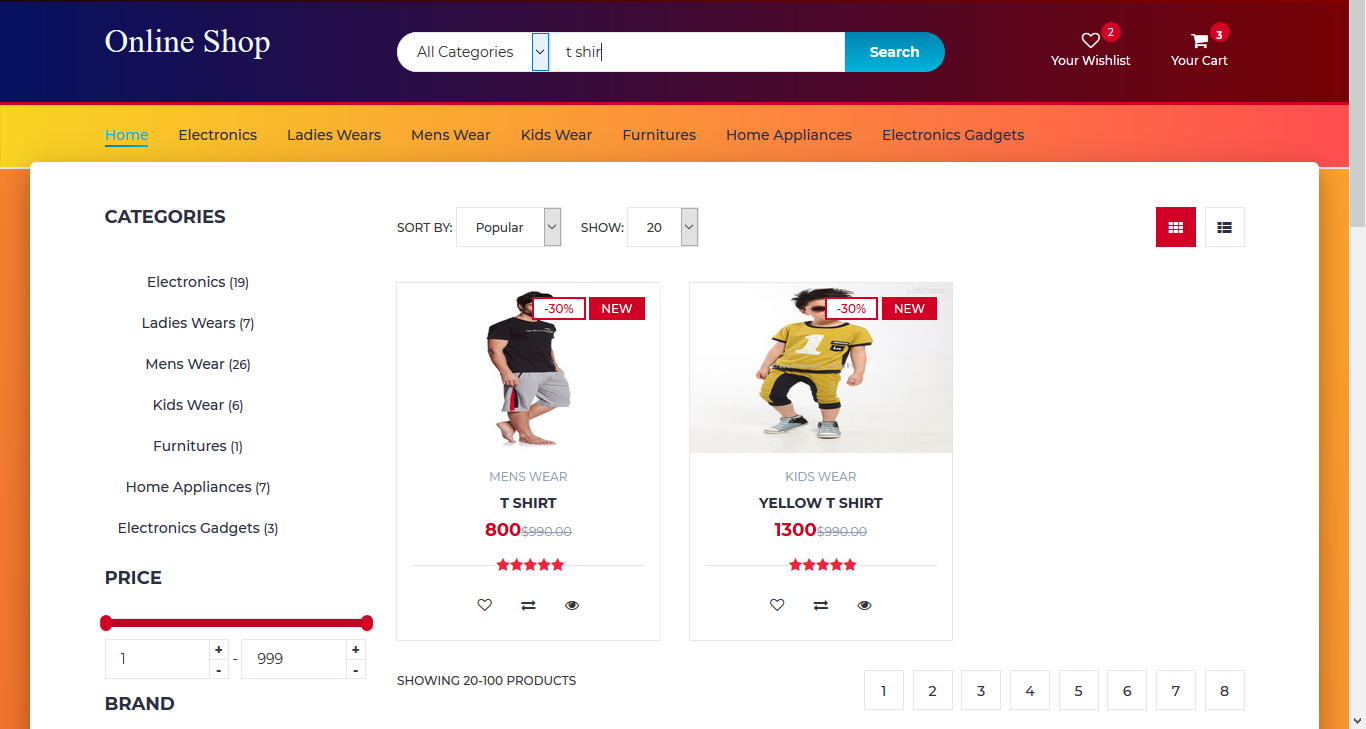 Online Shop
All Categories
t shir
Search
2
Your Wishlist
3
Your Cart
Home
Electronics
Ladies Wears
Mens Wear
Kids Wear
Furnitures
Home Appliances
Electronics Gadgets
CATEGORIES
Electronics (19)
Ladies Wears (7)
Mens Wear (26)
Kids Wear (6)
Furnitures (1)
Home Appliances (7)
Electronics Gadgets (3)
PRICE
1
+
-
-
999
+
-
BRAND
SORT BY: Popular
SHOW: 20
-30%
NEW
MENS WEAR
T SHIRT
800$990.00
-30%
NEW
1
KIDS WEAR
YELLOW T SHIRT
1300$990.00
SHOWING 20-100 PRODUCTS
1 2 3 4 5 6 7 8